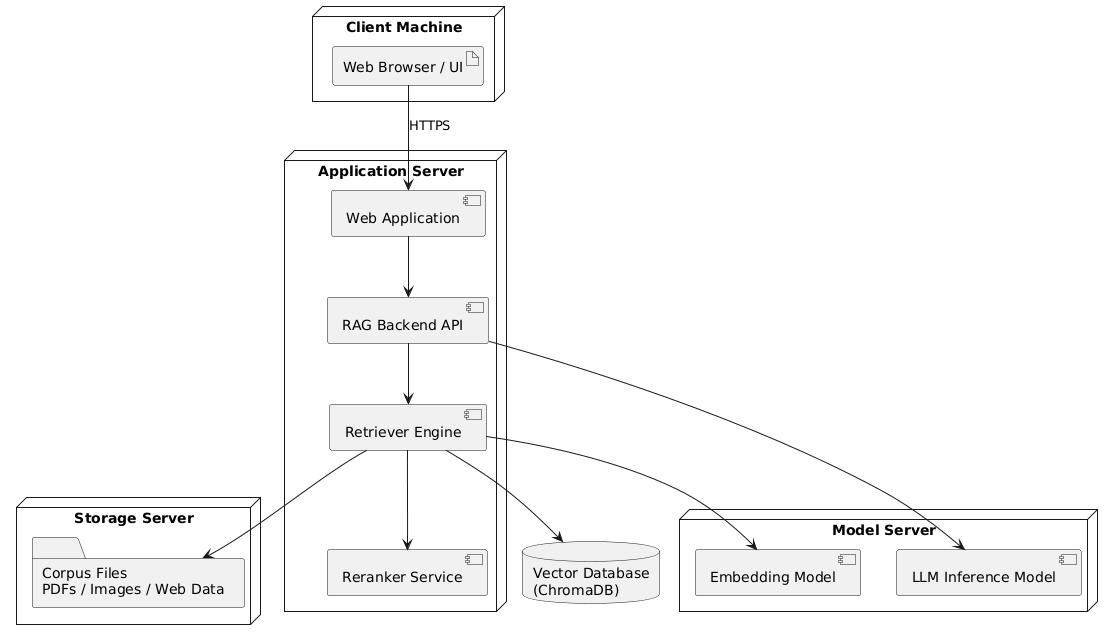 Client Machine
Web Browser / UI
HTTPS
Application Server
Web Application
RAG Backend API
Retriever Engine
Storage Server
Corpus Files
PDFs / Images / Web Data
Reranker Service
Vector Database
(ChromaDB)
Model Server
Embedding Model
LLM Inference Model